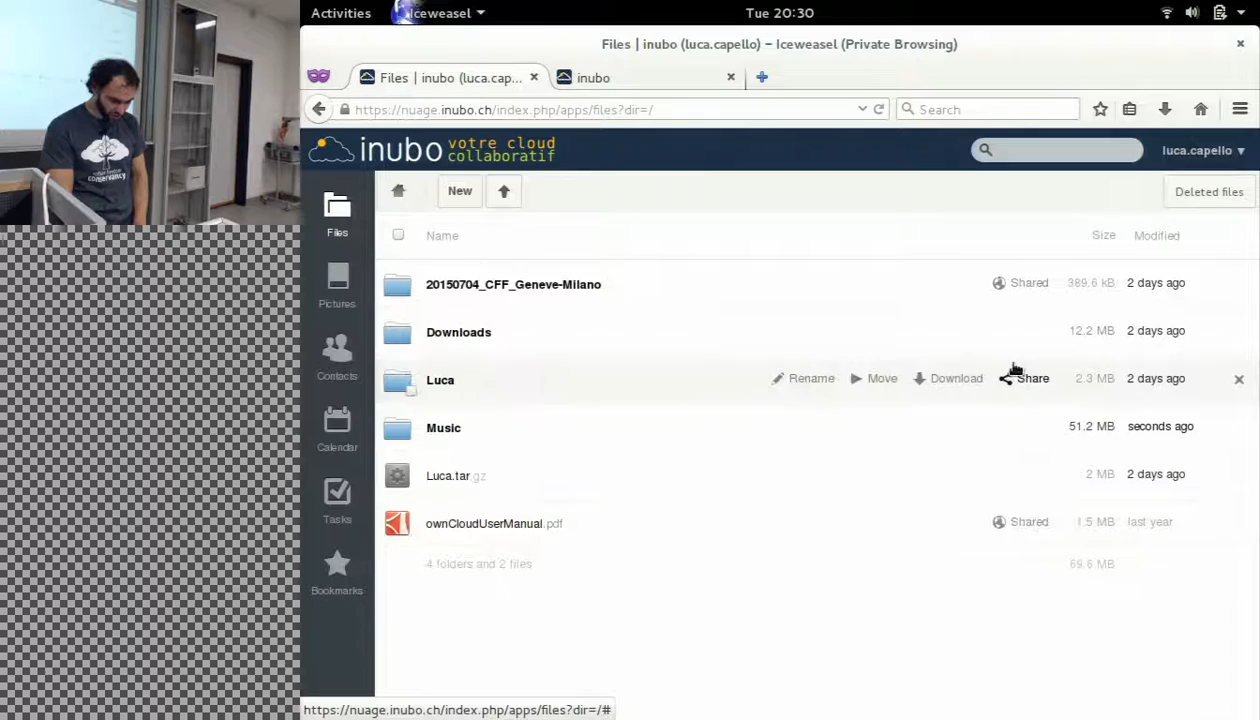 Activities
Iceweasel
Tue 20:30
Files | inubo (luca.capello) - Iceweasel (Private Browsing)
Files | inubo (luca.cap...
inubo
https://nuage.inubo.ch/index.php/apps/files?dir=/
Search
inubo votre cloud collaboratif
luca.capello
New
Deleted files
Files
Name
Size
Modified
20150704_CFF_Geneve-Milano
Shared
389.6 kB
2 days ago
Pictures
Downloads
12.2 MB
2 days ago
Contacts
Luca
Rename
Move
Download
Share
2.3 MB
2 days ago
Music
51.2 MB
seconds ago
Calendar
Luca.tar.gz
2 MB
2 days ago
Tasks
ownCloudUserManual.pdf
Shared
1.5 MB
last year
4 folders and 2 files
69.6 MB
Bookmarks
https://nuage.inubo.ch/index.php/apps/files?dir=/#
conservancy